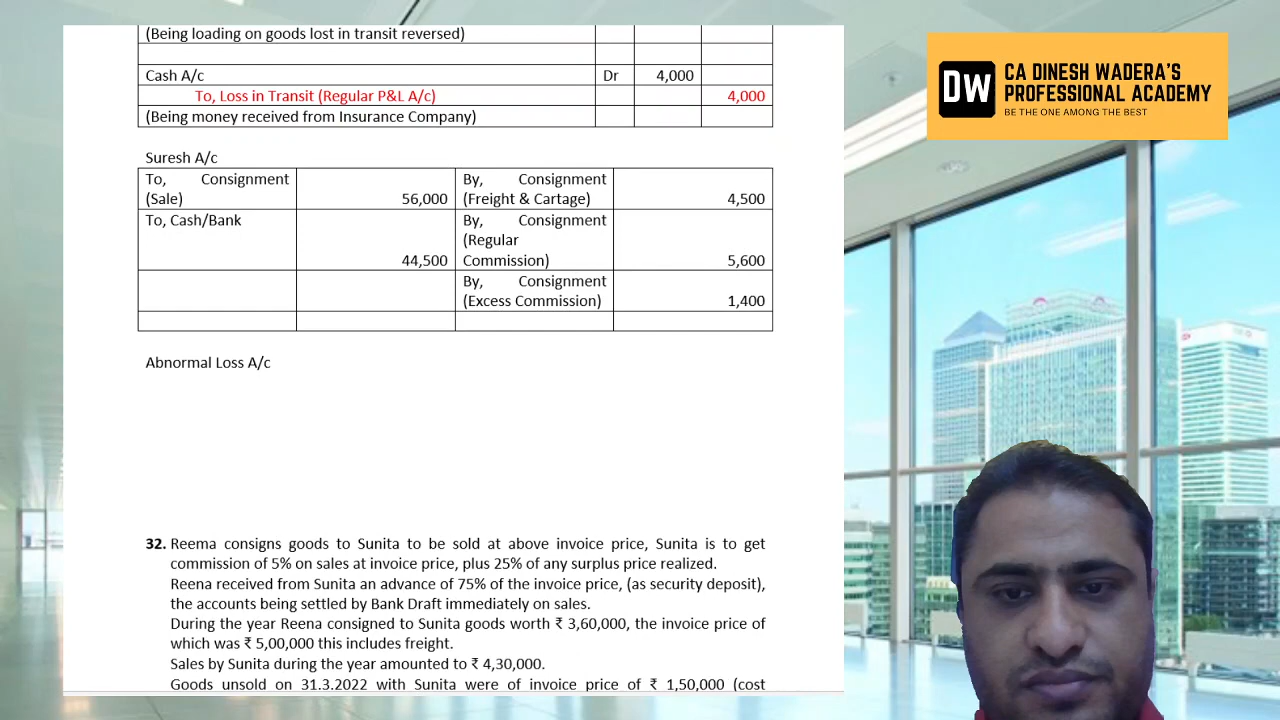 (Being loading on goods lost in transit reversed)
Cash A/c Dr 4,000
To, Loss in Transit (Regular P&L A/c) 4,000
(Being money received from Insurance Company)
Suresh A/c
To, Consignment By, Consignment
(Sale) 56,000 (Freight & Cartage) 4,500
To, Cash/Bank By, Consignment
(Regular
44,500 Commission) 5,600
By, Consignment
(Excess Commission) 1,400
Abnormal Loss A/c
32. Reema consigns goods to Sunita to be sold at above invoice price, Sunita is to get
commission of 5% on sales at invoice price, plus 25% of any surplus price realized.
Reena received from Sunita an advance of 75% of the invoice price, (as security deposit),
the accounts being settled by Bank Draft immediately on sales.
During the year Reena consigned to Sunita goods worth ₹ 3,60,000, the invoice price of
which was ₹ 5,00,000 this includes freight.
Sales by Sunita during the year amounted to ₹ 4,30,000.
Goods unsold on 31.3.2022 with Sunita were of invoice price of ₹ 1,50,000 (cost
DW
CA DINESH WADERA'S
PROFESSIONAL ACADEMY
BE THE ONE AMONG THE BEST